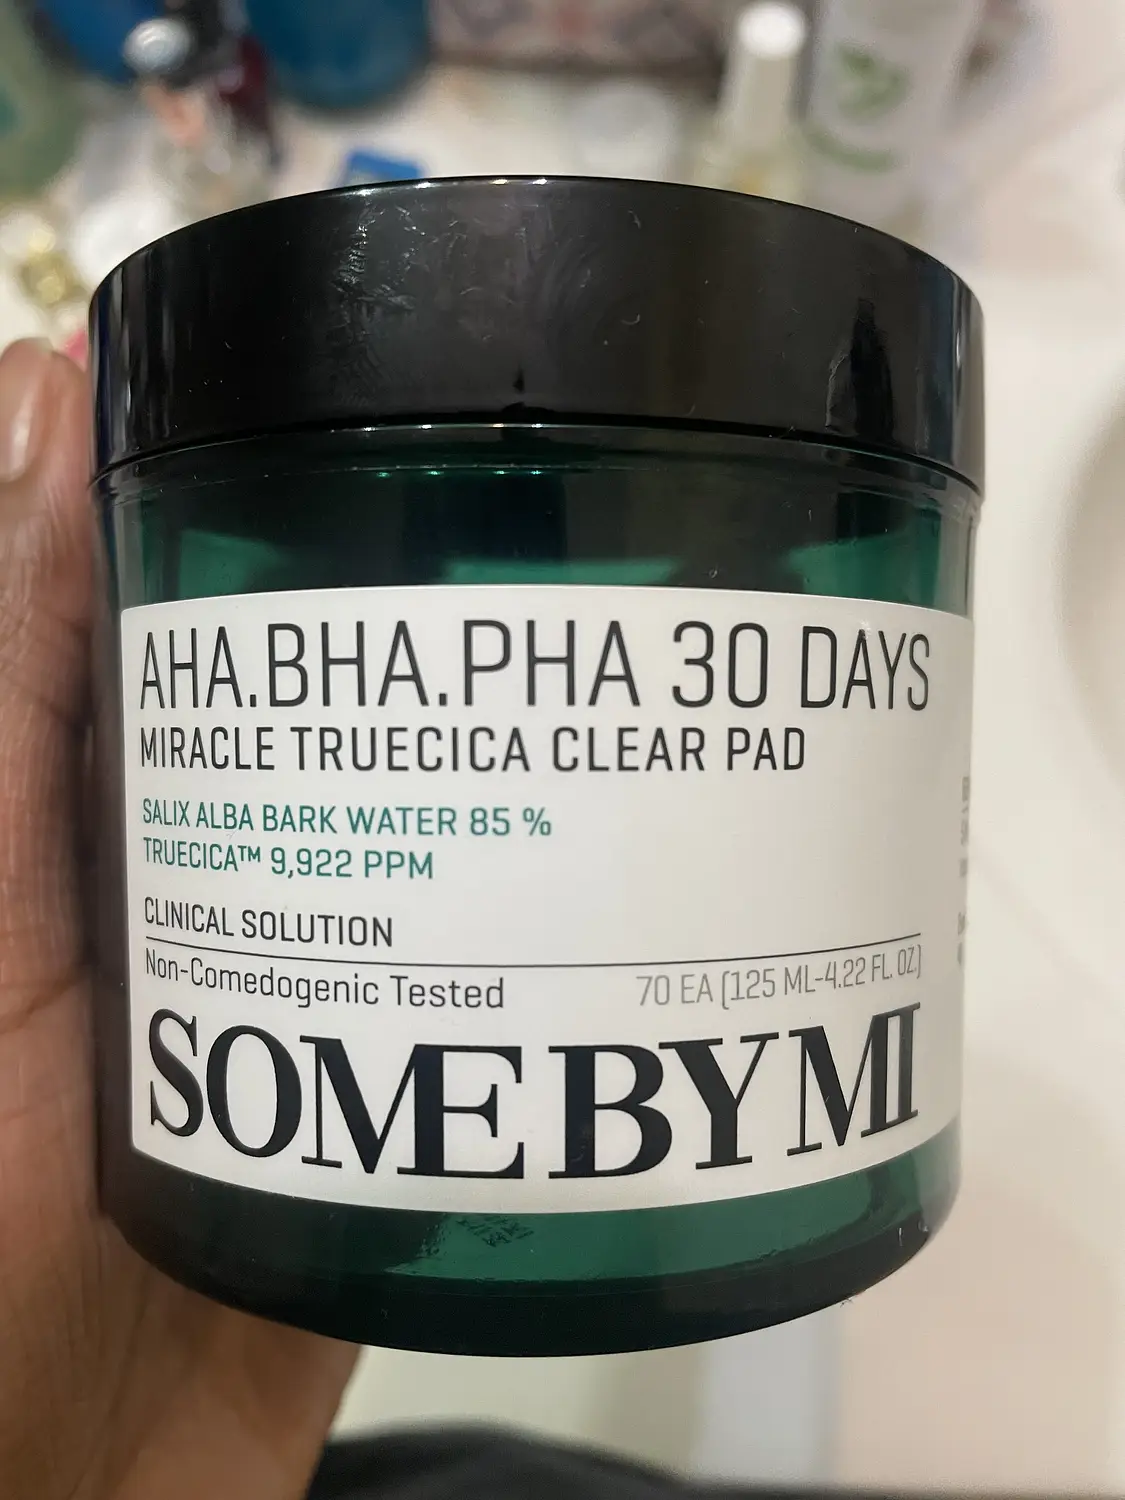 AHA.BHA.PHA 30 DAYS
MIRACLE TRUECICA CLEAR PAD
SALIX ALBA BARK WATER 85 %
TRUECICA™ 9,922 PPM
CLINICAL SOLUTION
Non-Comedogenic Tested
70 EA (125 ML-4.22 FL. OZ.)
SOME BY MI